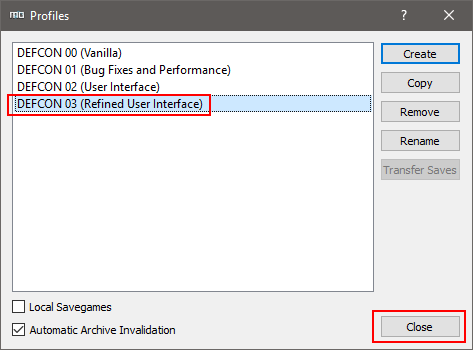 Profiles
DEFCON 00 (Vanilla)
DEFCON 01 (Bug Fixes and Performance)
DEFCON 02 (User Interface)
DEFCON 03 (Refined User Interface)
Create
Copy
Remove
Rename
Transfer Saves
Local Savegames
Automatic Archive Invalidation
Close